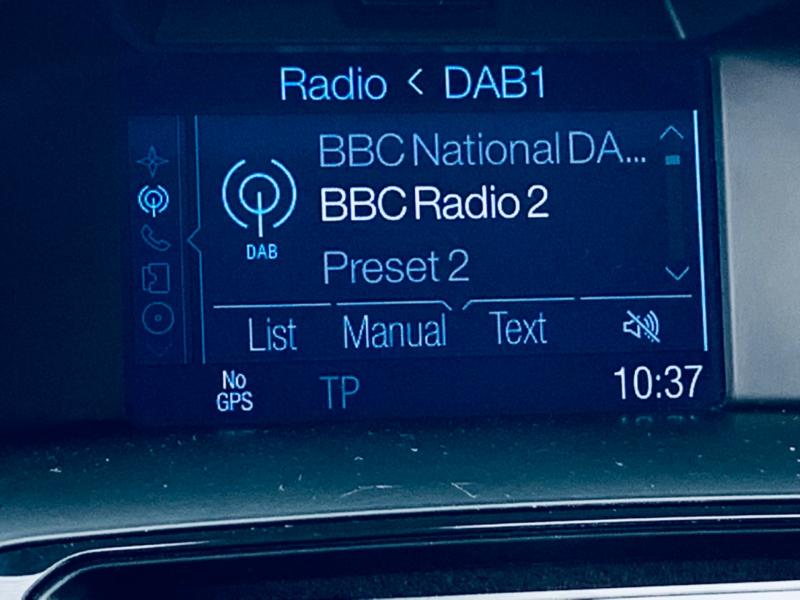 Radio < DAB1
BBC National DA...
BBC Radio 2
DAB
Preset 2
List Manual Text
No
GPS
TP
10:37